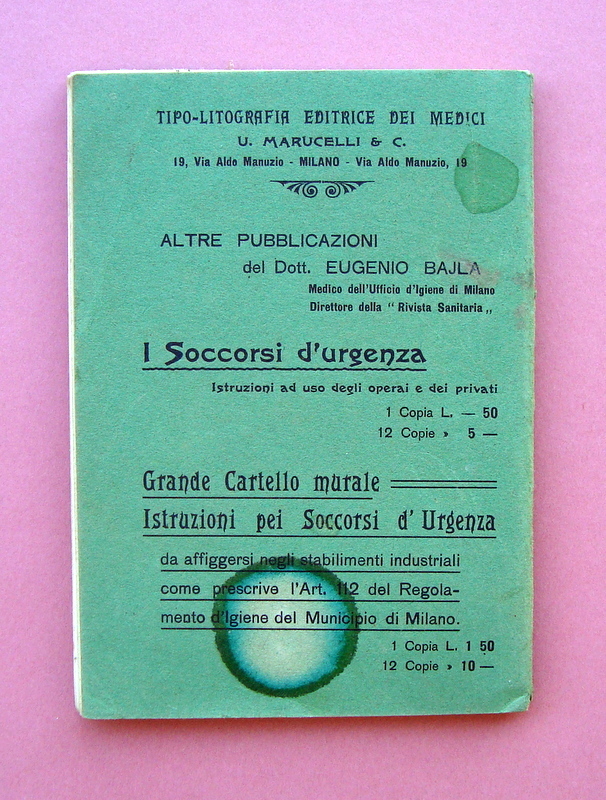 TIPO-LITOGRAFIA EDITRICE DEI MEDICI
U. MARUCELLI & C.
19, Via Aldo Manuzio - MILANO - Via Aldo Manuzio, 19
ALTRE PUBBLICAZIONI
del Dott. EUGENIO BAJLA
Medico dell'Ufficio d'Igiene di Milano
Direttore della “ Rivista Sanitaria „
I Soccorsi d'urgenza
Istruzioni ad uso degli operai e dei privati
1 Copia L. — 50
12 Copie » 5 —
Grande Cartello murale
Istruzioni pei Soccorsi d' Urgenza
da affiggersi negli stabilimenti industriali
come prescrive l'Art. 112 del Regola-
mento d'Igiene del Municipio di Milano.
1 Copia L. 1 50
12 Copie » 10 —